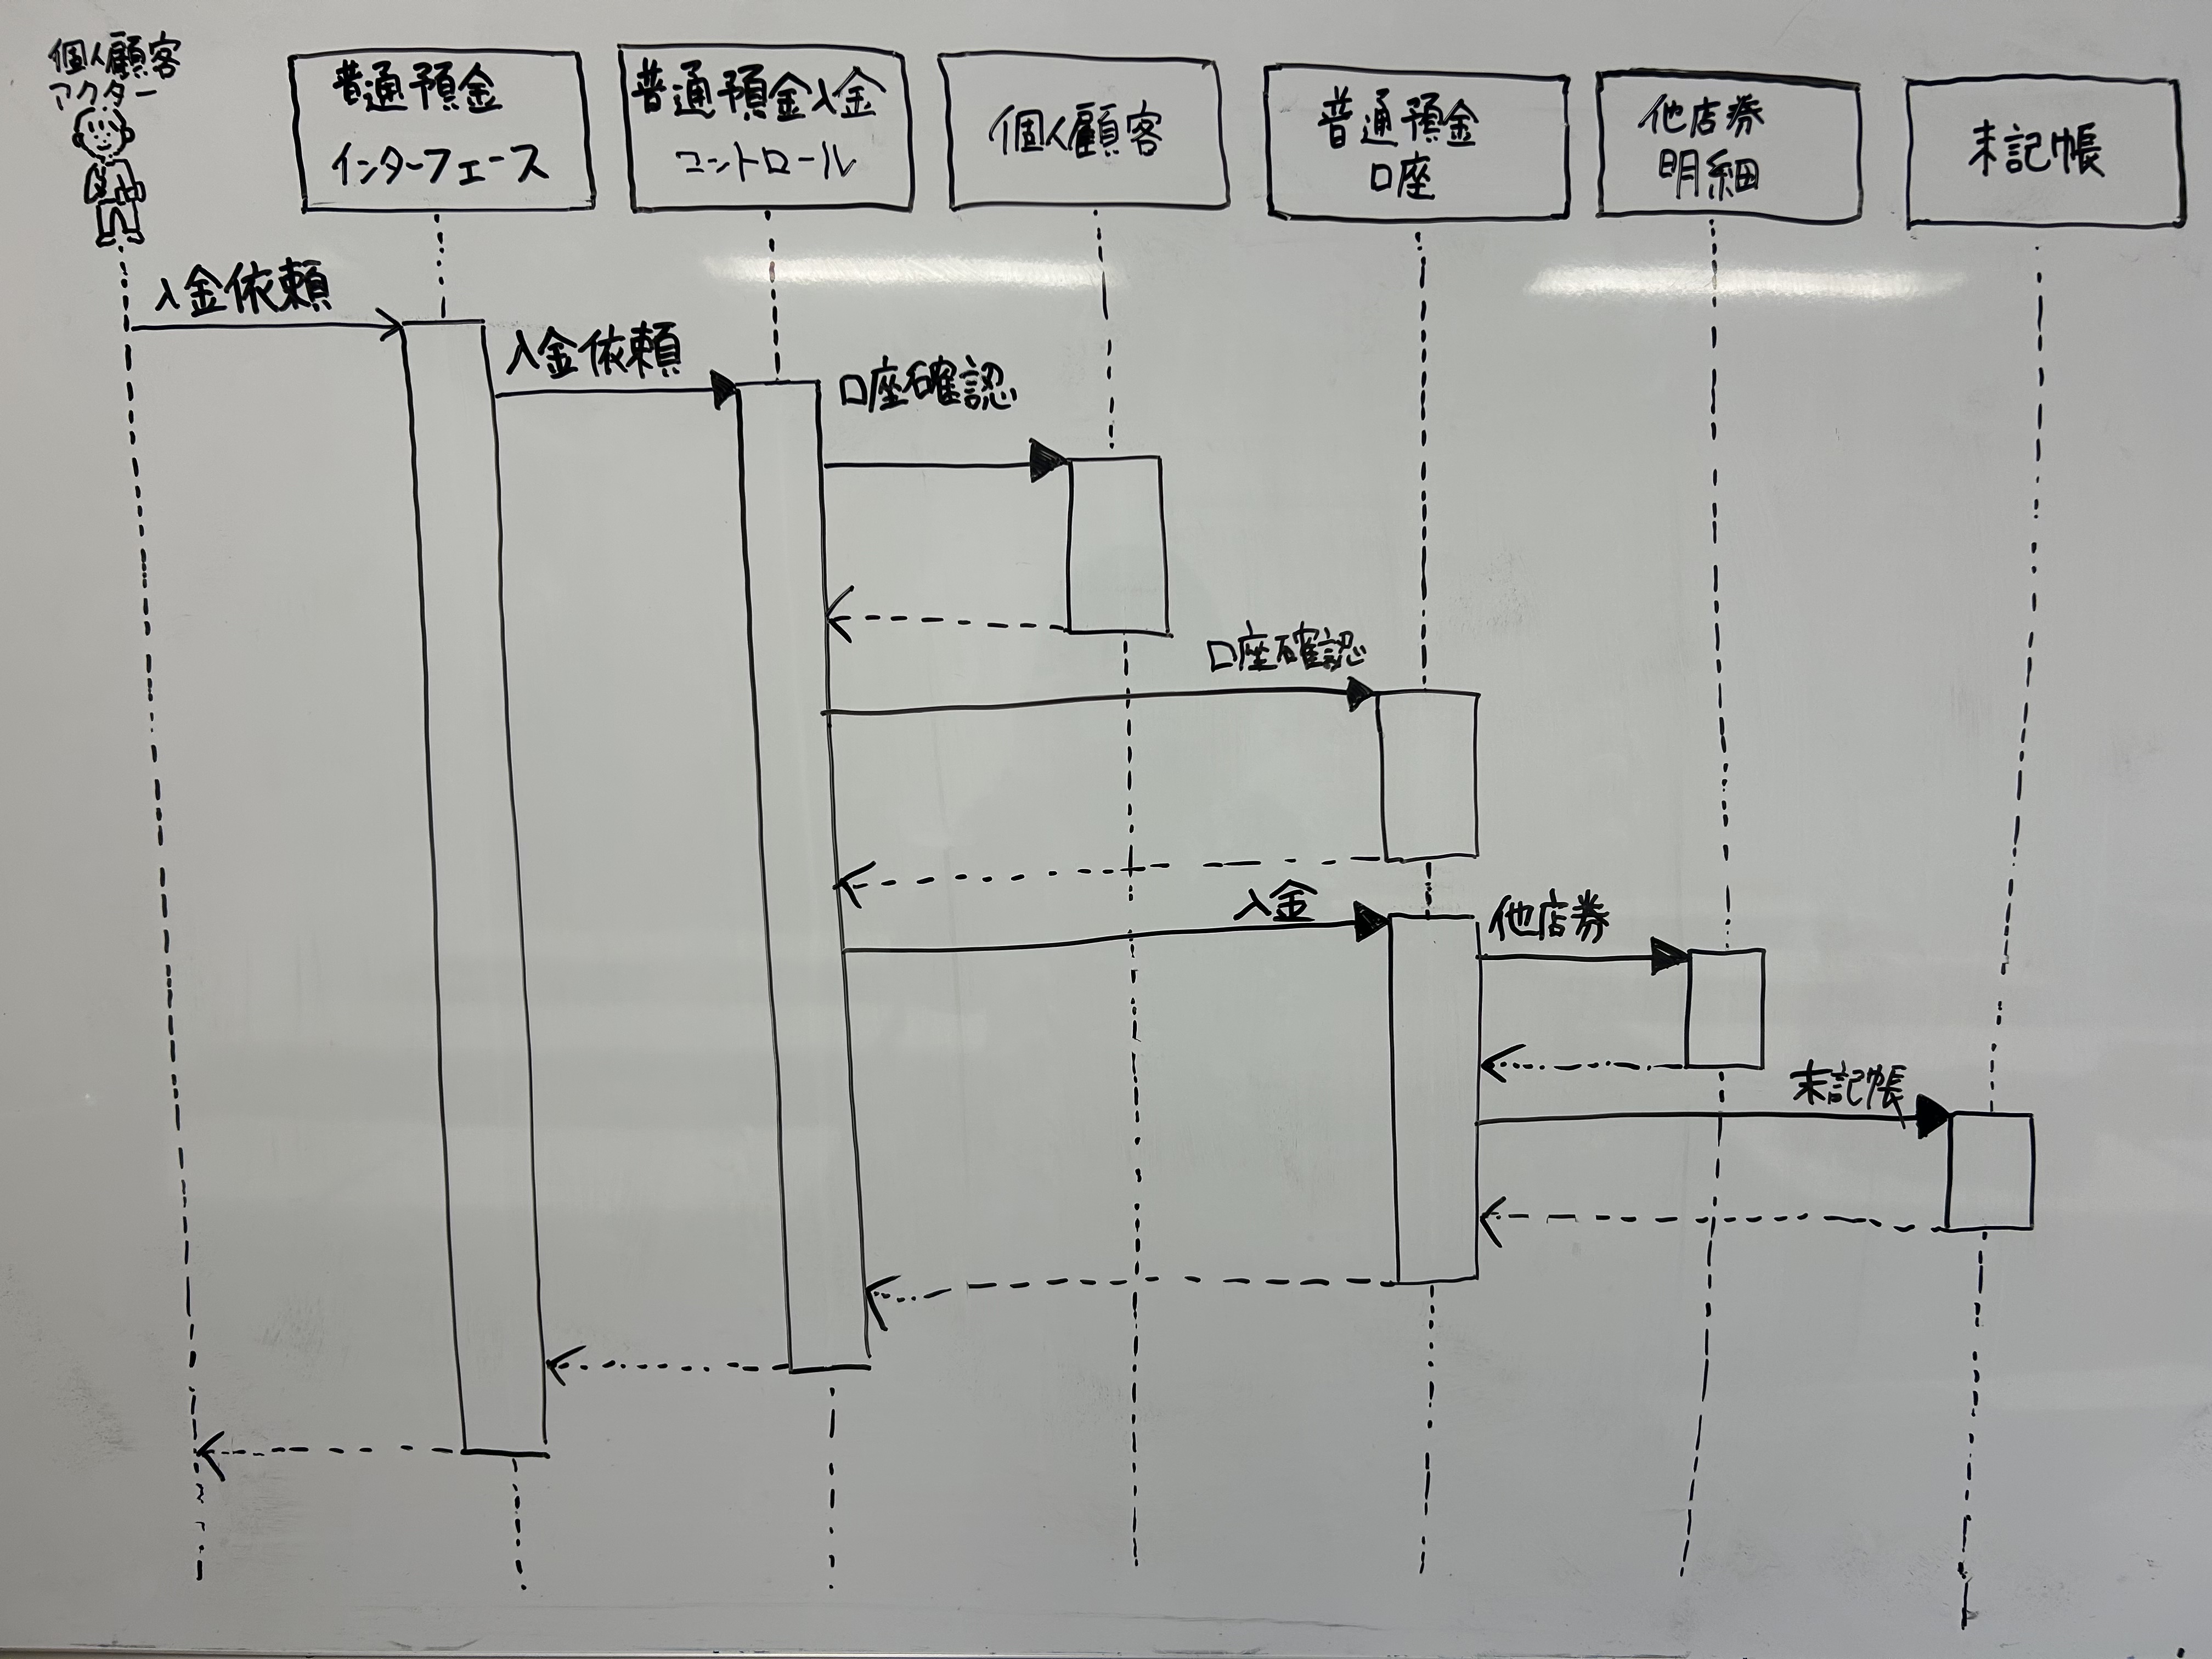 個人顧客
アクター
普通預金
インターフェース
普通預金入金
コントロール
個人顧客
普通預金
口座
他店券
明細
未記帳
入金依頼
入金依頼
口座確認
口座確認
入金
他店券
未記帳